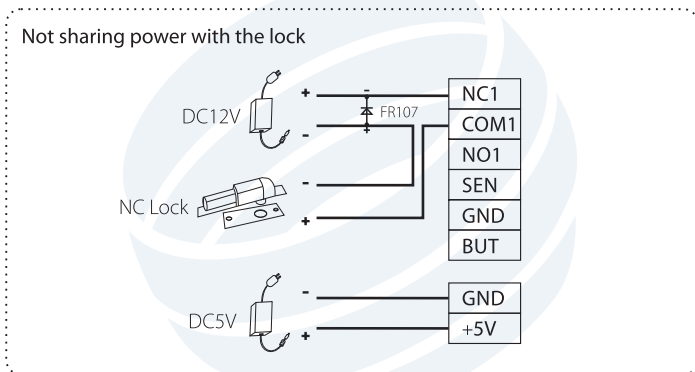 Not sharing power with the lock
DC12V
+
-
-
FR107
+
NC Lock
-
+
DC5V
-
+
NC1
COM1
NO1
SEN
GND
BUT
GND
+5V